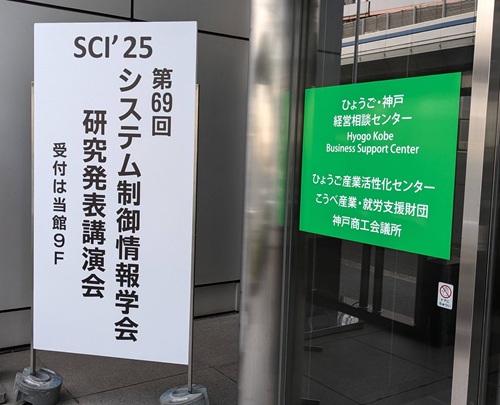 SCI’25
第69回
システム制御情報学会
研究発表講演会
受付は当館9F
ひょうご・神戸
経営相談センター
Hyogo Kobe
Business Support Center
ひょうご産業活性化センター
こうべ産業・就労支援財団
神戸商工会議所